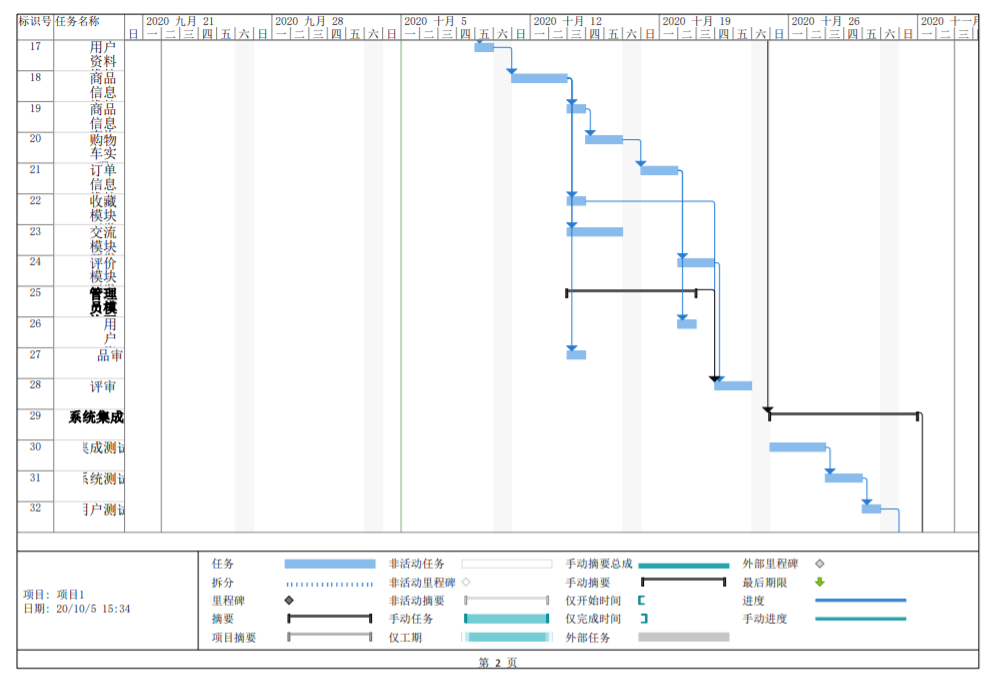 标识号 任务名称 2020 九月 21 2020 九月 28 2020 十月 5 2020 十月 12 2020 十月 19 2020 十月 26 2020 十一月
日 一 二 三 四 五 六 日 一 二 三 四 五 六 日 一 二 三 四 五 六 日 一 二 三 四 五 六 日 一 二 三 四 五 六 日 一 二 三 四 五 六 日 一 二 三
17 用户
资料
18 商品
信息
19 商品
信息
20 购物
车实
21 订单
信息
22 收藏
模块
23 交流
模块
24 评价
模块
25 管理
员模
26 用
户
27 品审
28 评审
29 系统集成
30 成测试
31 系统测试
32 用户测试
任务 非活动任务 手动摘要总成 外部里程碑
拆分 非活动里程碑 手动摘要 最后期限
里程碑 非活动摘要 仅开始时间 进度
摘要 手动任务 仅完成时间 手动进度
项目摘要 仅工期 外部任务
项目: 项目1
日期: 20/10/5 15:34
第 2 页